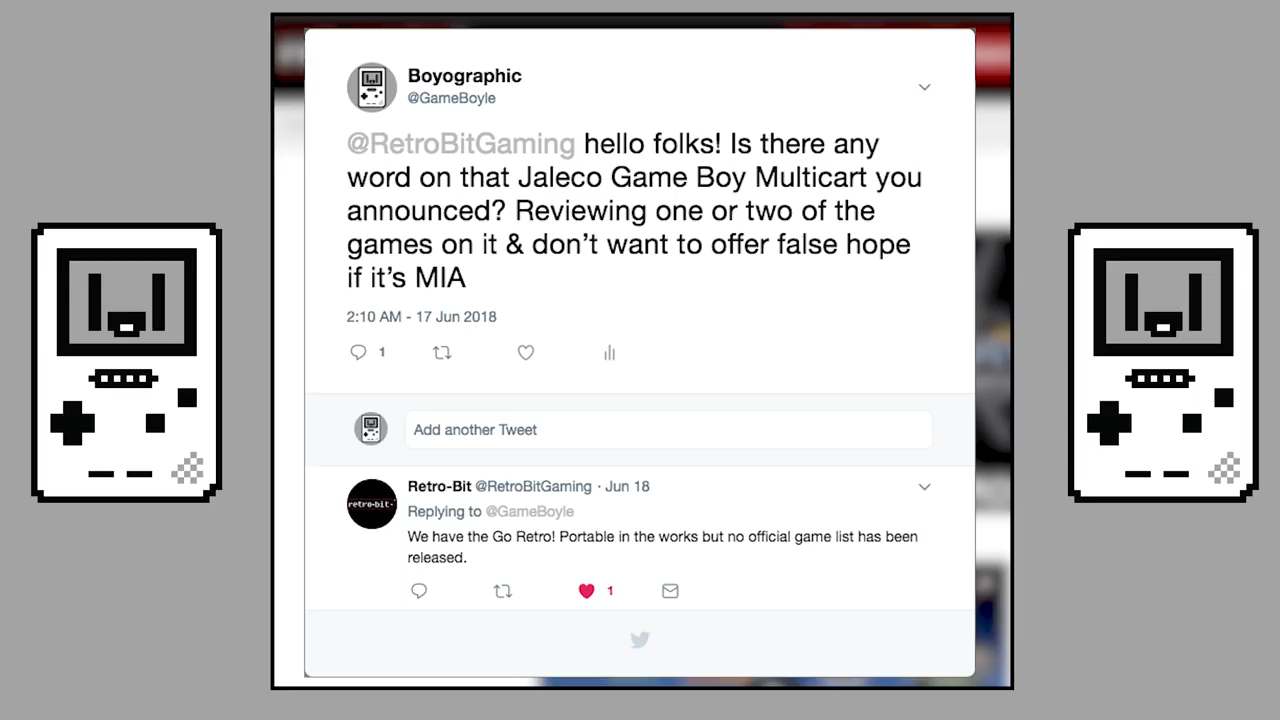 Boyographic
@GameBoyle
@RetroBitGaming hello folks! Is there any
word on that Jaleco Game Boy Multicart you
announced? Reviewing one or two of the
games on it & don’t want to offer false hope
if it’s MIA
2:10 AM - 17 Jun 2018
1
Add another Tweet
Retro-Bit @RetroBitGaming · Jun 18
retro-bit
Replying to @GameBoyle
We have the Go Retro! Portable in the works but no official game list has been
released.
1